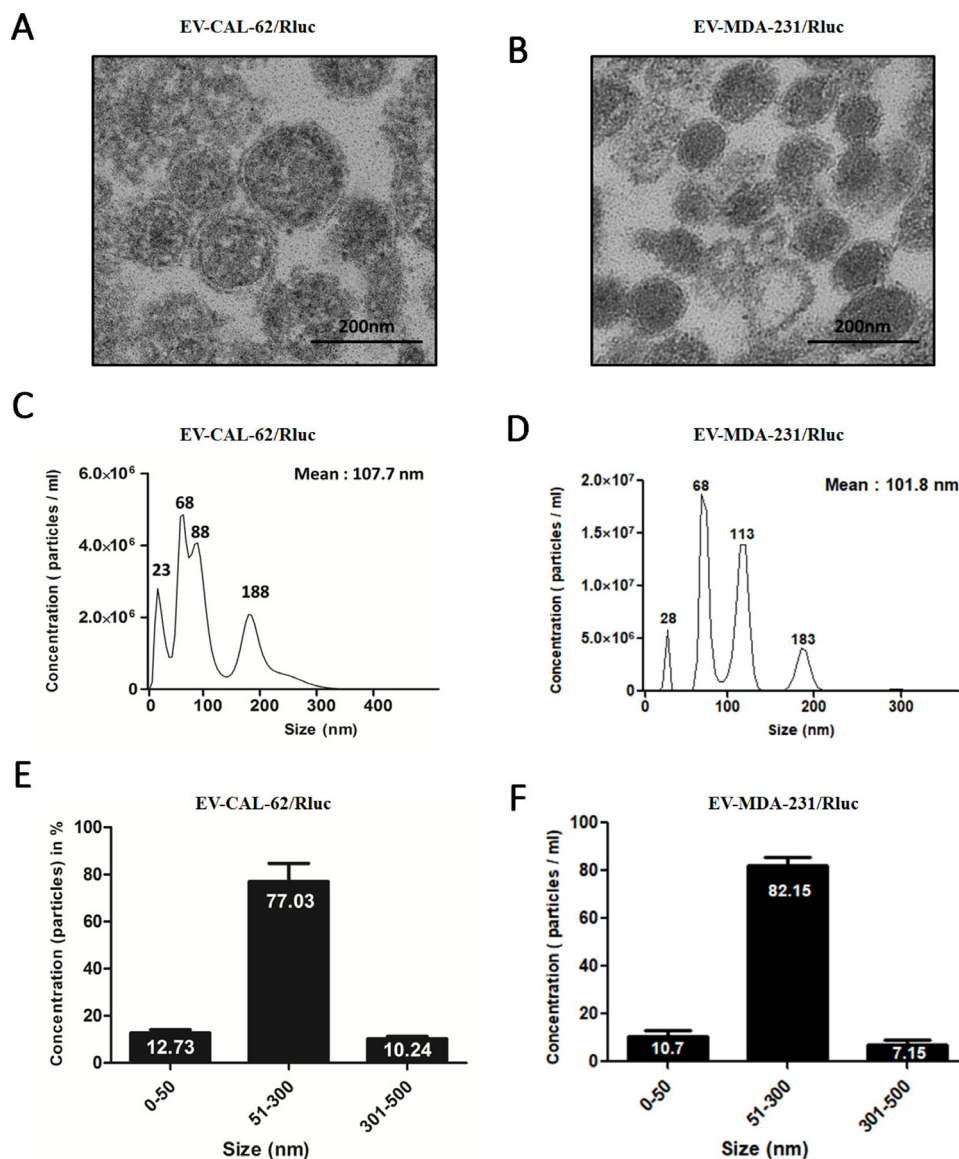 A
EV-CAL-62/Rluc
200nm
B
EV-MDA-231/Rluc
200nm
C
EV-CAL-62/Rluc
Mean : 107.7 nm
Concentration ( particles / ml)
6.0×10⁶
4.0×10⁶
2.0×10⁶
0
23
68
88
188
0 100 200 300 400
Size (nm)
D
EV-MDA-231/Rluc
Mean : 101.8 nm
Concentration ( particles / ml)
2.0×10⁷
1.5×10⁷
1.0×10⁷
5.0×10⁶
0
28
68
113
183
0 100 200 300
Size (nm)
E
EV-CAL-62/Rluc
Concentration (particles) in %
100
80
60
40
20
0
12.73
77.03
10.24
0-50 51-300 301-500
Size (nm)
F
EV-MDA-231/Rluc
Concentration ( particles / ml)
100
80
60
40
20
0
10.7
82.15
7.15
0-50 51-300 301-500
Size (nm)